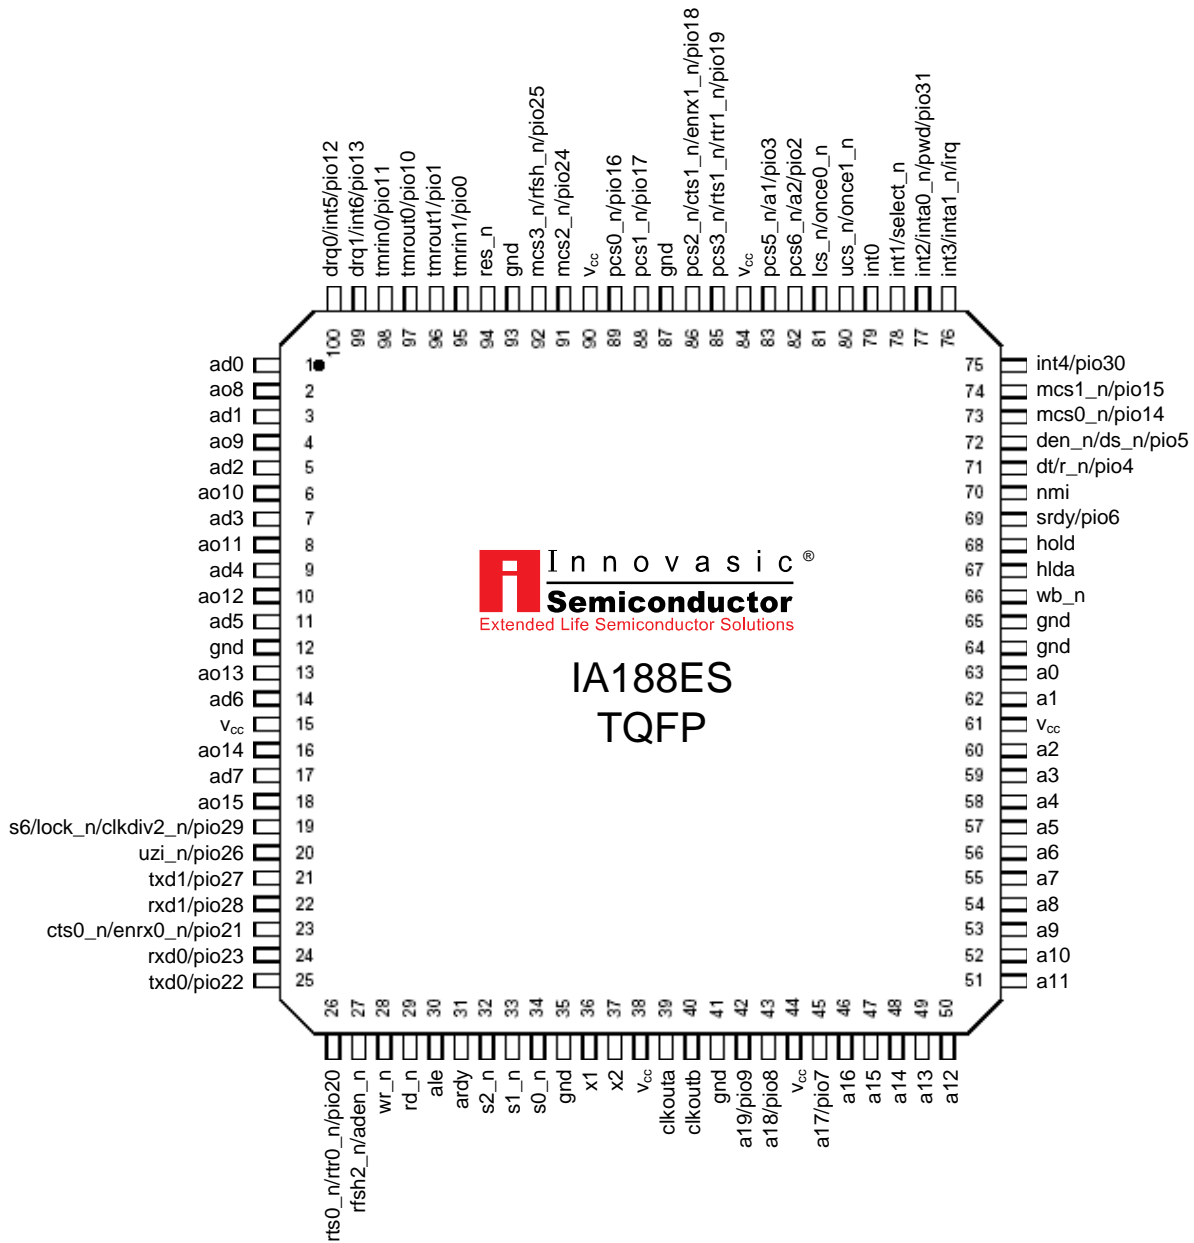 drq0/int5/pio12
drq1/int6/pio13
tmrin0/pio11
tmrout0/pio10
tmrout1/pio1
tmrin1/pio0
res_n
gnd
mcs3_n/rfsh_n/pio25
mcs2_n/pio24
vcc
pcs0_n/pio16
pcs1_n/pio17
gnd
pcs2_n/cts1_n/enrx1_n/pio18
pcs3_n/rts1_n/rtr1_n/pio19
vcc
pcs5_n/a1/pio3
pcs6_n/a2/pio2
lcs_n/once0_n
ucs_n/once1_n
int0
int1/select_n
int2/inta0_n/pwd/pio31
int3/inta1_n/irq
100
99
98
97
96
95
94
93
92
91
90
89
88
87
86
85
84
83
82
81
80
79
78
77
76
ad0 1
ao8 2
ad1 3
ao9 4
ad2 5
ao10 6
ad3 7
ao11 8
ad4 9
ao12 10
ad5 11
gnd 12
ao13 13
ad6 14
vcc 15
ao14 16
ad7 17
ao15 18
s6/lock_n/clkdiv2_n/pio29 19
uzi_n/pio26 20
txd1/pio27 21
rxd1/pio28 22
cts0_n/enrx0_n/pio21 23
rxd0/pio23 24
txd0/pio22 25
Innovasic®
Semiconductor
Extended Life Semiconductor Solutions
IA188ES
TQFP
75 int4/pio30
74 mcs1_n/pio15
73 mcs0_n/pio14
72 den_n/ds_n/pio5
71 dt/r_n/pio4
70 nmi
69 srdy/pio6
68 hold
67 hlda
66 wb_n
65 gnd
64 gnd
63 a0
62 a1
61 vcc
60 a2
59 a3
58 a4
57 a5
56 a6
55 a7
54 a8
53 a9
52 a10
51 a11
26
27
28
29
30
31
32
33
34
35
36
37
38
39
40
41
42
43
44
45
46
47
48
49
50
rts0_n/rtr0_n/pio20
rfsh2_n/aden_n
wr_n
rd_n
ale
ardy
s2_n
s1_n
s0_n
gnd
x1
x2
vcc
clkouta
clkoutb
gnd
a19/pio9
a18/pio8
vcc
a17/pio7
a16
a15
a14
a13
a12